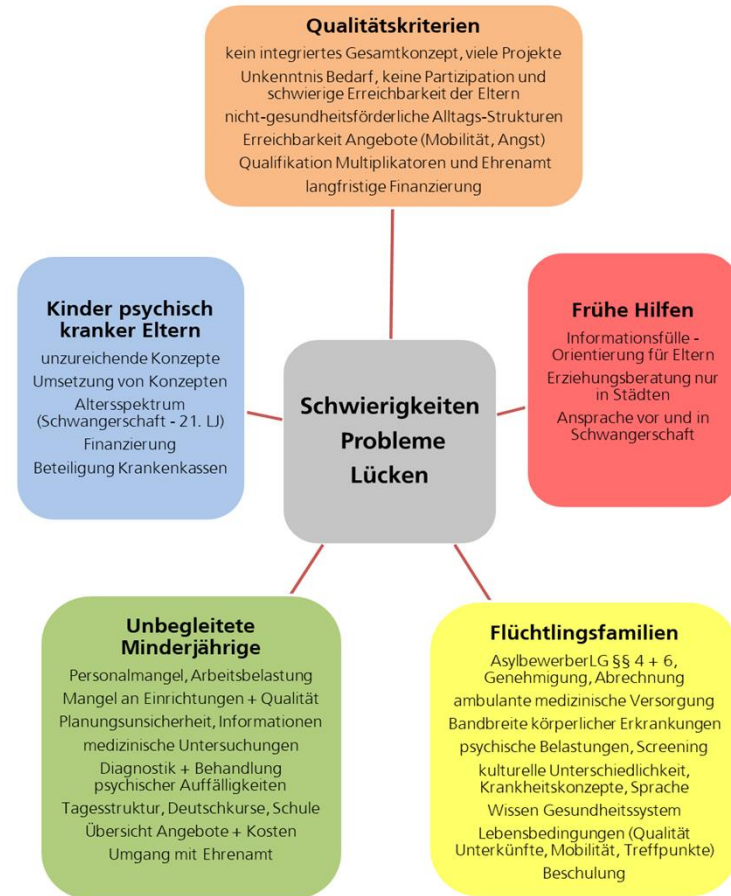 Qualitätskriterien
kein integriertes Gesamtkonzept, viele Projekte
Unkenntnis Bedarf, keine Partizipation und
schwierige Erreichbarkeit der Eltern
nicht-gesundheitsförderliche Alltags-Strukturen
Erreichbarkeit Angebote (Mobilität, Angst)
Qualifikation Multiplikatoren und Ehrenamt
langfristige Finanzierung
Kinder psychisch
kranker Eltern
unzureichende Konzepte
Umsetzung von Konzepten
Altersspektrum
(Schwangerschaft - 21. LJ)
Finanzierung
Beteiligung Krankenkassen
Schwierigkeiten
Probleme
Lücken
Frühe Hilfen
Informationsfülle -
Orientierung für Eltern
Erziehungsberatung nur
in Städten
Ansprache vor und in
Schwangerschaft
Unbegleitete
Minderjährige
Personalmangel, Arbeitsbelastung
Mangel an Einrichtungen + Qualität
Planungsunsicherheit, Informationen
medizinische Untersuchungen
Diagnostik + Behandlung
psychischer Auffälligkeiten
Tagesstruktur, Deutschkurse, Schule
Übersicht Angebote + Kosten
Umgang mit Ehrenamt
Flüchtlingsfamilien
AsylbewerberLG §§ 4 + 6,
Genehmigung, Abrechnung
ambulante medizinische Versorgung
Bandbreite körperlicher Erkrankungen
psychische Belastungen, Screening
kulturelle Unterschiedlichkeit,
Krankheitskonzepte, Sprache
Wissen Gesundheitssystem
Lebensbedingungen (Qualität
Unterkünfte, Mobilität, Treffpunkte)
Beschulung